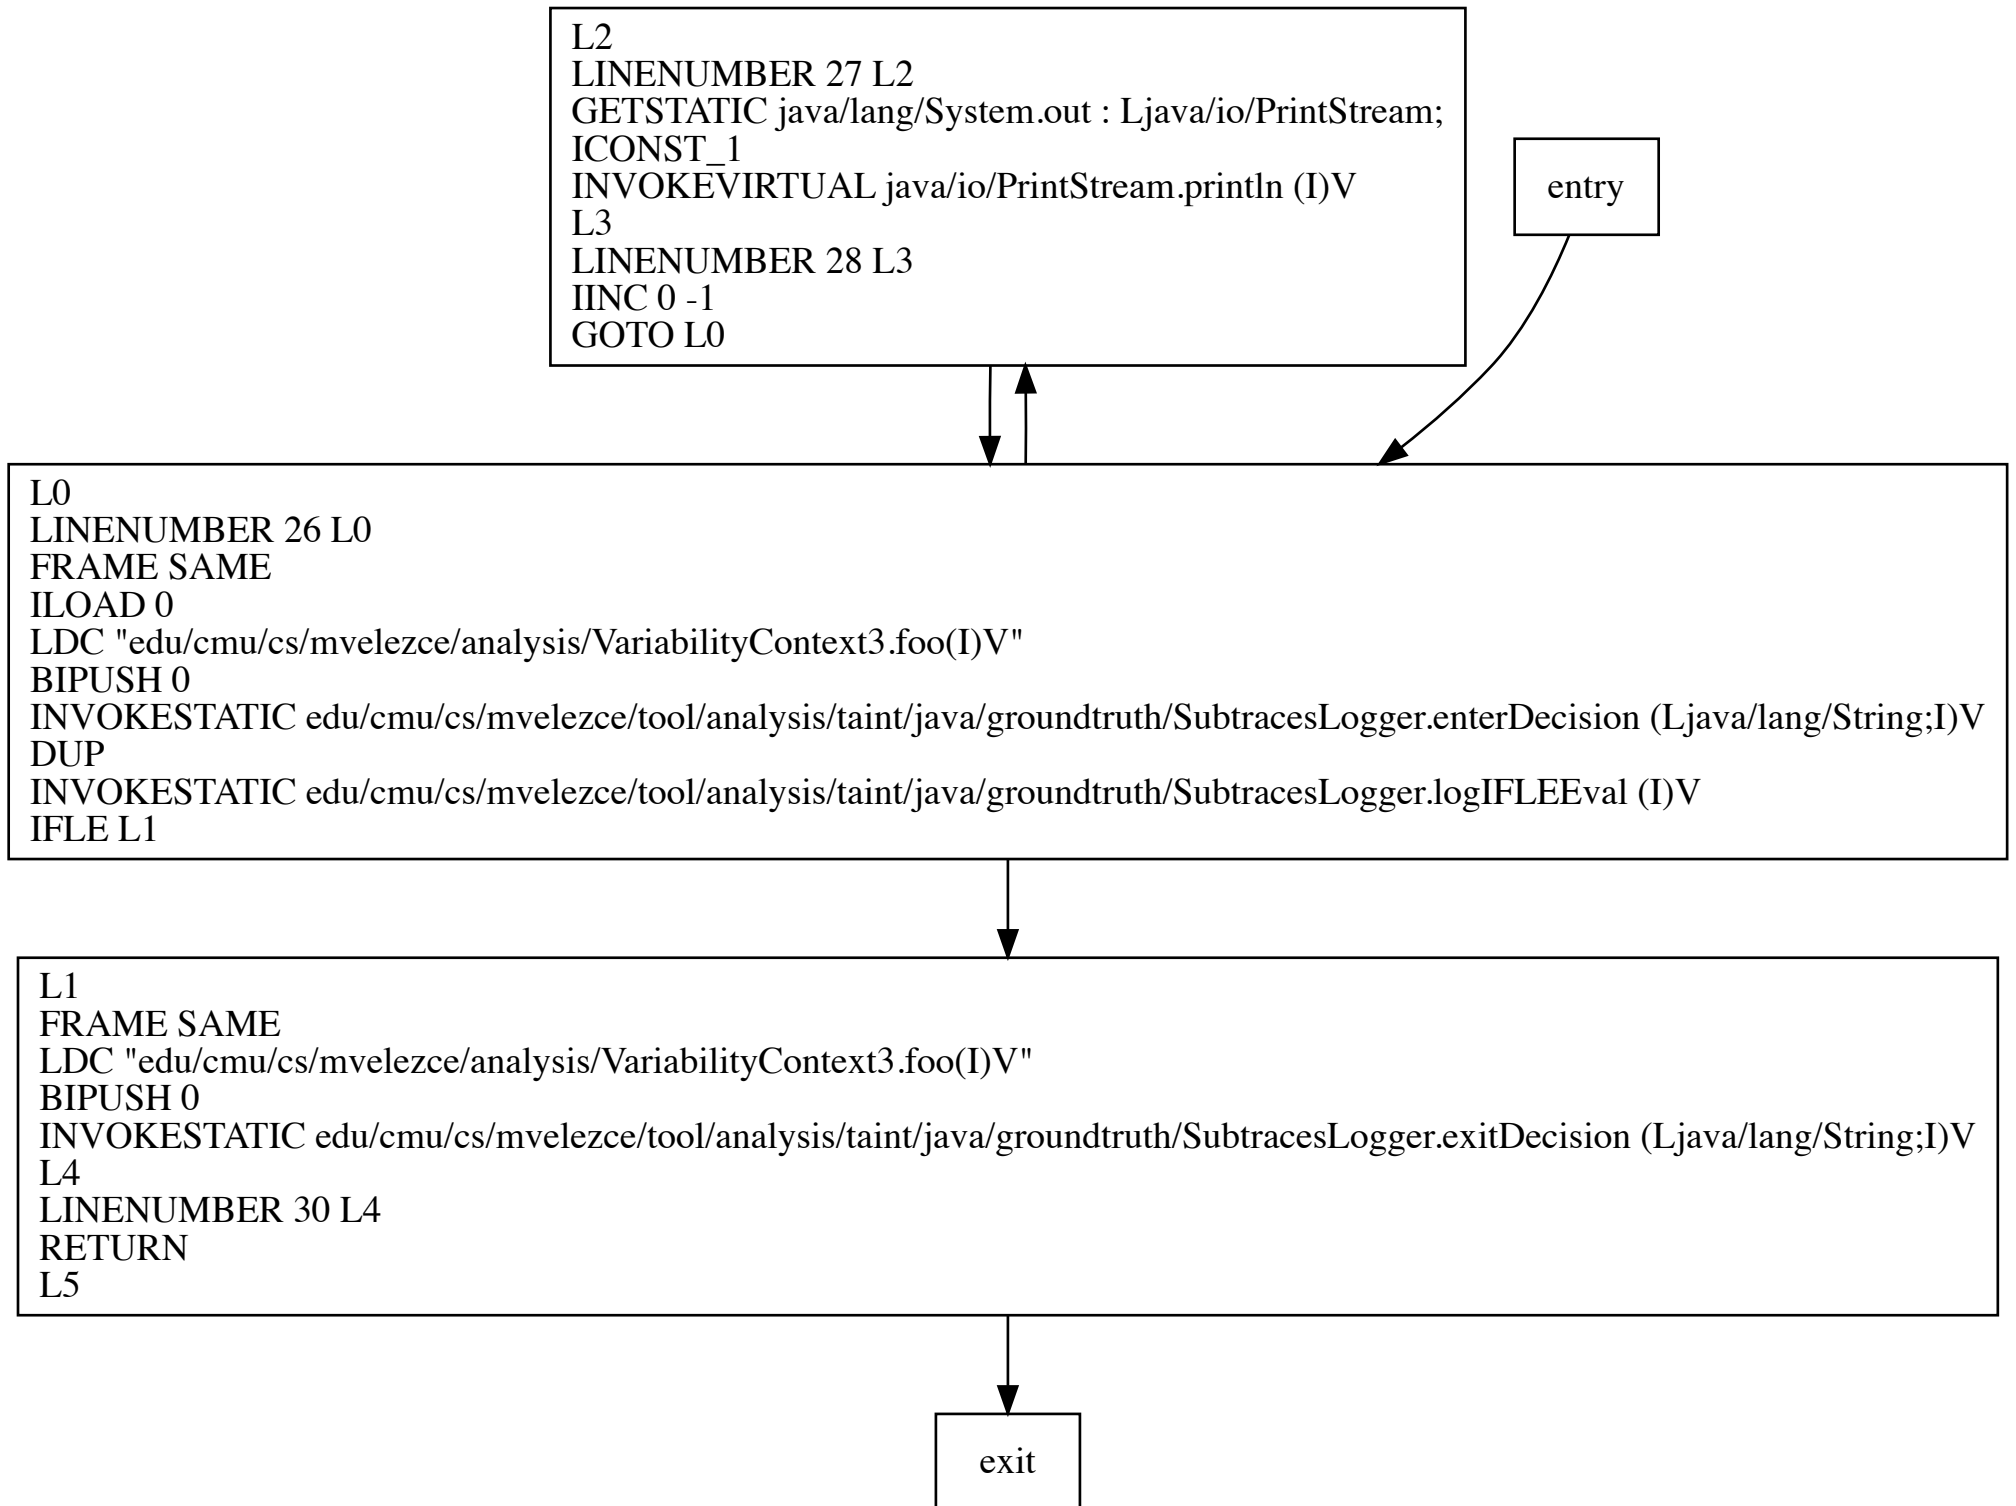 L2
LINENUMBER 27 L2
GETSTATIC java/lang/System.out : Ljava/io/PrintStream;
ICONST_1
INVOKEVIRTUAL java/io/PrintStream.println (I)V
L3
LINENUMBER 28 L3
IINC 0 -1
GOTO L0
entry
L0
LINENUMBER 26 L0
FRAME SAME
ILOAD 0
LDC "edu/cmu/cs/mvelezce/analysis/VariabilityContext3.foo(I)V"
BIPUSH 0
INVOKESTATIC edu/cmu/cs/mvelezce/tool/analysis/taint/java/groundtruth/SubtracesLogger.enterDecision (Ljava/lang/String;I)V
DUP
INVOKESTATIC edu/cmu/cs/mvelezce/tool/analysis/taint/java/groundtruth/SubtracesLogger.logIFLEEval (I)V
IFLE L1
L1
FRAME SAME
LDC "edu/cmu/cs/mvelezce/analysis/VariabilityContext3.foo(I)V"
BIPUSH 0
INVOKESTATIC edu/cmu/cs/mvelezce/tool/analysis/taint/java/groundtruth/SubtracesLogger.exitDecision (Ljava/lang/String;I)V
L4
LINENUMBER 30 L4
RETURN
L5
exit